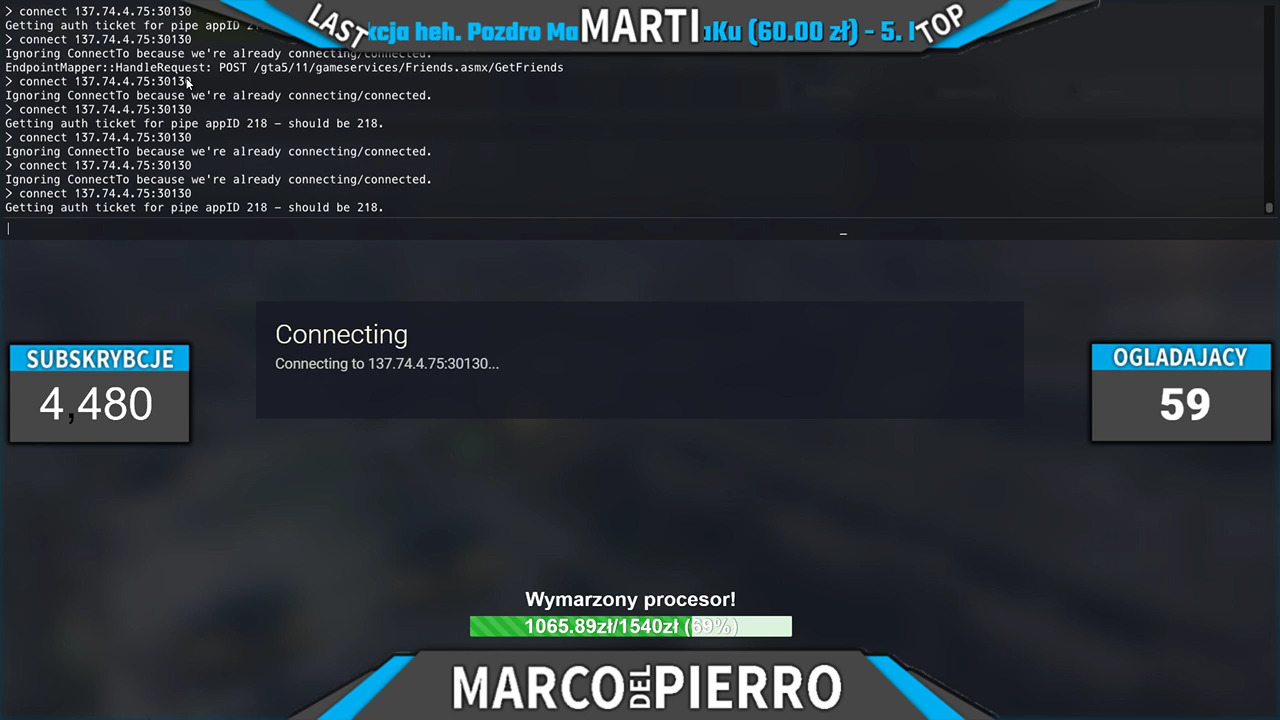 > connect 137.74.4.75:30130
Getting auth ticket for pipe appID
> connect 137.74.4.75:30130
Ignoring ConnectTo because we're already connecting/connected.
EndpointMapper::HandleRequest: POST /gta5/11/gameservices/Friends.asmx/GetFriends
> connect 137.74.4.75:30130
Ignoring ConnectTo because we're already connecting/connected.
> connect 137.74.4.75:30130
Getting auth ticket for pipe appID 218 - should be 218.
> connect 137.74.4.75:30130
Ignoring ConnectTo because we're already connecting/connected.
> connect 137.74.4.75:30130
Ignoring ConnectTo because we're already connecting/connected.
> connect 137.74.4.75:30130
Getting auth ticket for pipe appID 218 - should be 218.
LAST
kcja heh. Pozdro
MARTI
(60.00 zł) - 5.
TOP
Connecting
Connecting to 137.74.4.75:30130...
SUBSKRYBCJE
4,480
OGLADAJACY
59
Wymarzony procesor!
1065.89zł/1540zł (69%)
MARCO DEL PIERRO